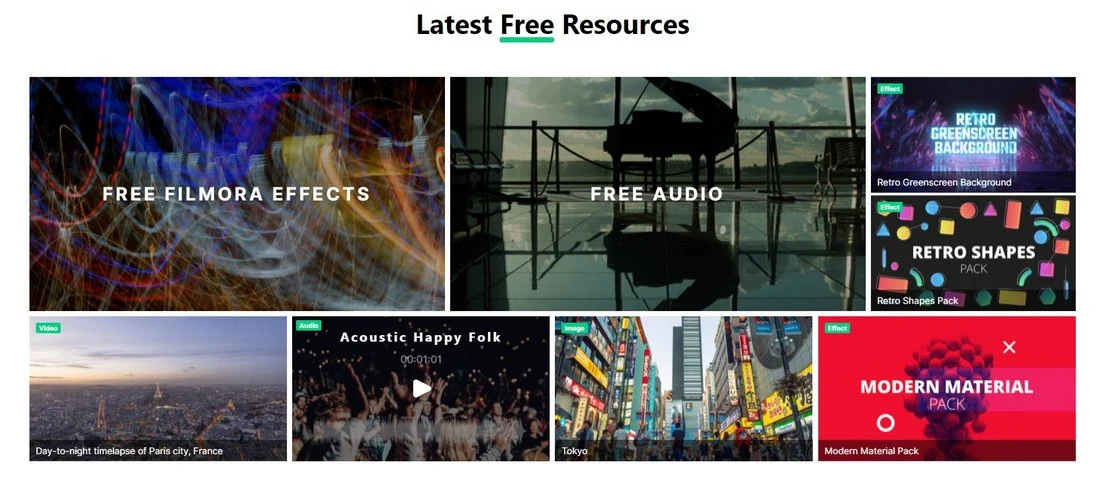 Latest Free Resources
FREE FILMORA EFFECTS
FREE AUDIO
Effect
RETRO
GREENSCREEN
BACKGROUND
Retro Greenscreen Background
Effect
RETRO SHAPES
PACK
Retro Shapes Pack
Video
Day-to-night timelapse of Paris city, France
Audio
Acoustic Happy Folk
00:01:01
Image
Tokyo
Effect
MODERN MATERIAL
PACK
Modern Material Pack